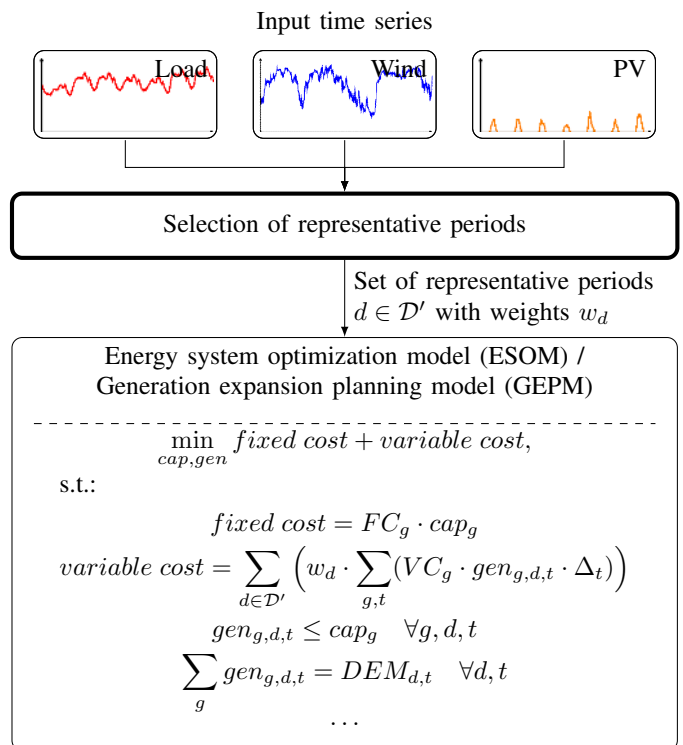 Input time series
Load
Wind
PV
Selection of representative periods
Set of representative periods
d ∈ D′ with weights w_d
Energy system optimization model (ESOM) /
Generation expansion planning model (GEPM)
min_{cap,gen} fixed cost + variable cost,
s.t.:
fixed cost = FC_g · cap_g
variable cost = ∑_{d∈D′} (w_d · ∑_{g,t} (VC_g · gen_{g,d,t} · Δ_t))
gen_{g,d,t} ≤ cap_g ∀g, d, t
∑_g gen_{g,d,t} = DEM_{d,t} ∀d, t
...